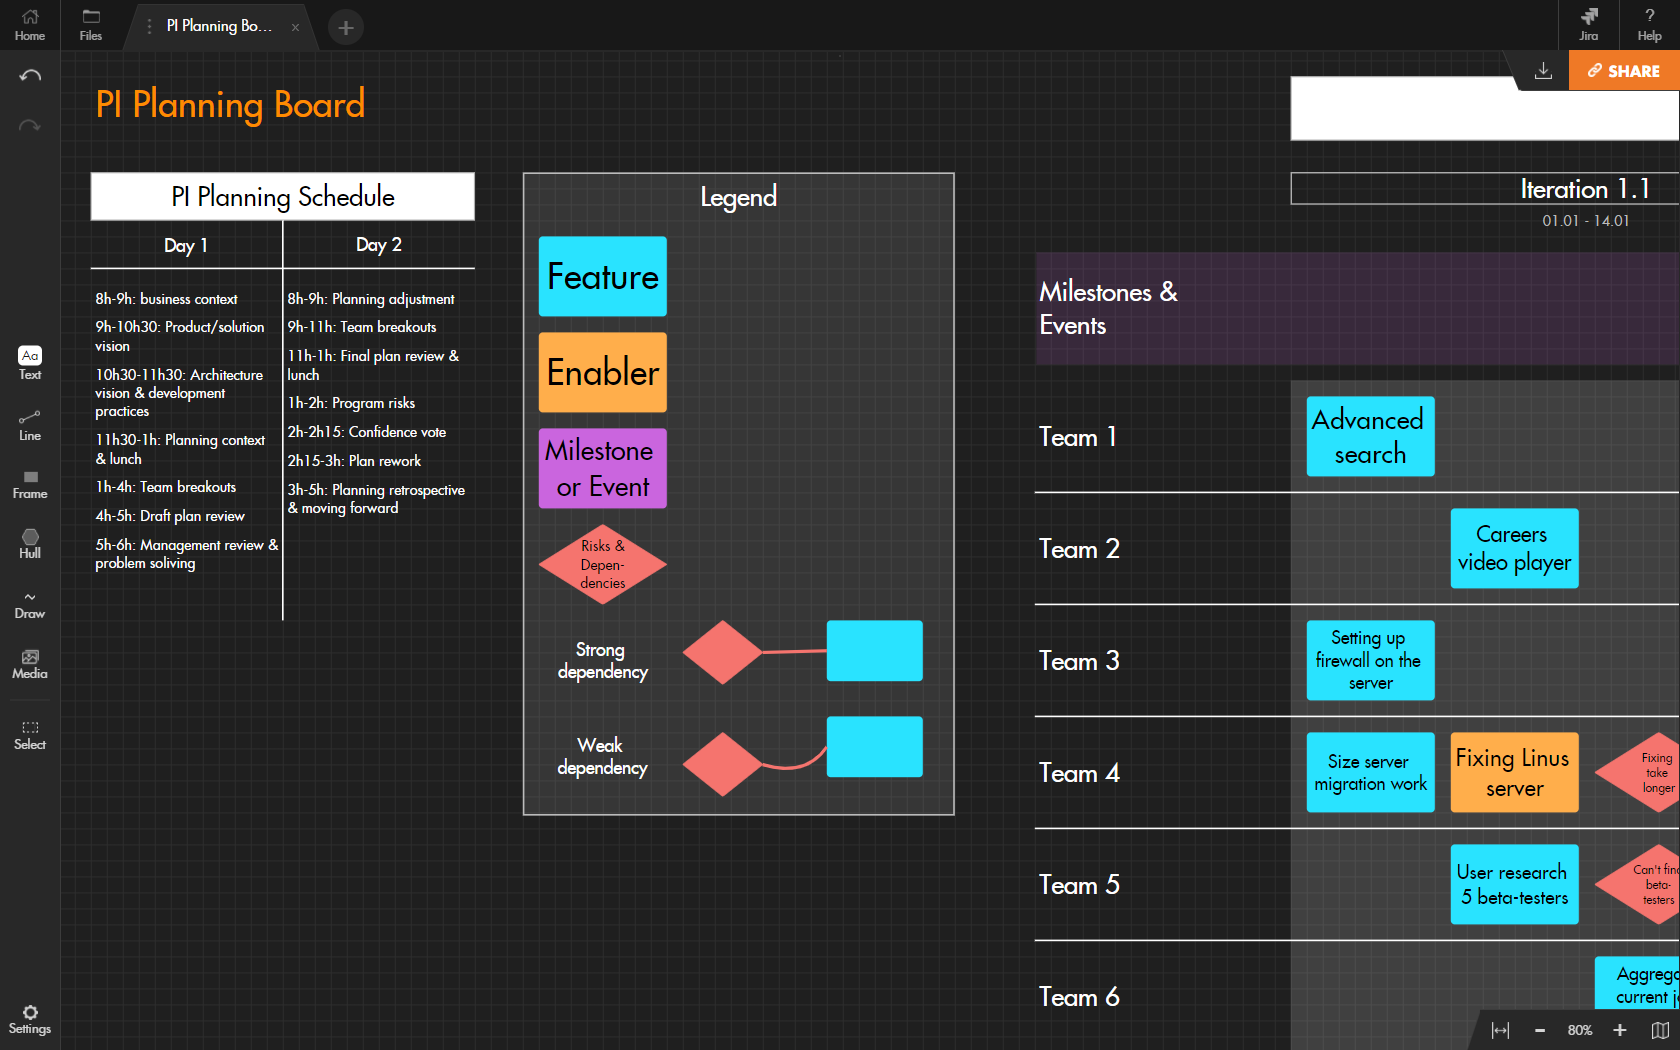 Home
Files
PI Planning Bo...
Jira
Help
SHARE
PI Planning Board
PI Planning Schedule
Day 1
Day 2
8h-9h: business context
9h-10h30: Product/solution
vision
10h30-11h30: Architecture
vision & development
practices
11h30-1h: Planning context
& lunch
1h-4h: Team breakouts
4h-5h: Draft plan review
5h-6h: Management review &
problem soliving
8h-9h: Planning adjustment
9h-11h: Team breakouts
11h-1h: Final plan review &
lunch
1h-2h: Program risks
2h-2h15: Confidence vote
2h15-3h: Plan rework
3h-5h: Planning retrospective
& moving forward
Legend
Feature
Enabler
Milestone
or Event
Risks &
Depen-
dencies
Strong
dependency
Weak
dependency
Iteration 1.1
01.01 - 14.01
Milestones &
Events
Team 1
Advanced
search
Team 2
Careers
video player
Team 3
Setting up
firewall on the
server
Team 4
Size server
migration work
Fixing Linus
server
Fixing
take
longer
Team 5
User research
5 beta-testers
Can't
beta-
testers
Team 6
current
Aa
Text
Line
Frame
Hull
Draw
Media
Select
Settings
80%